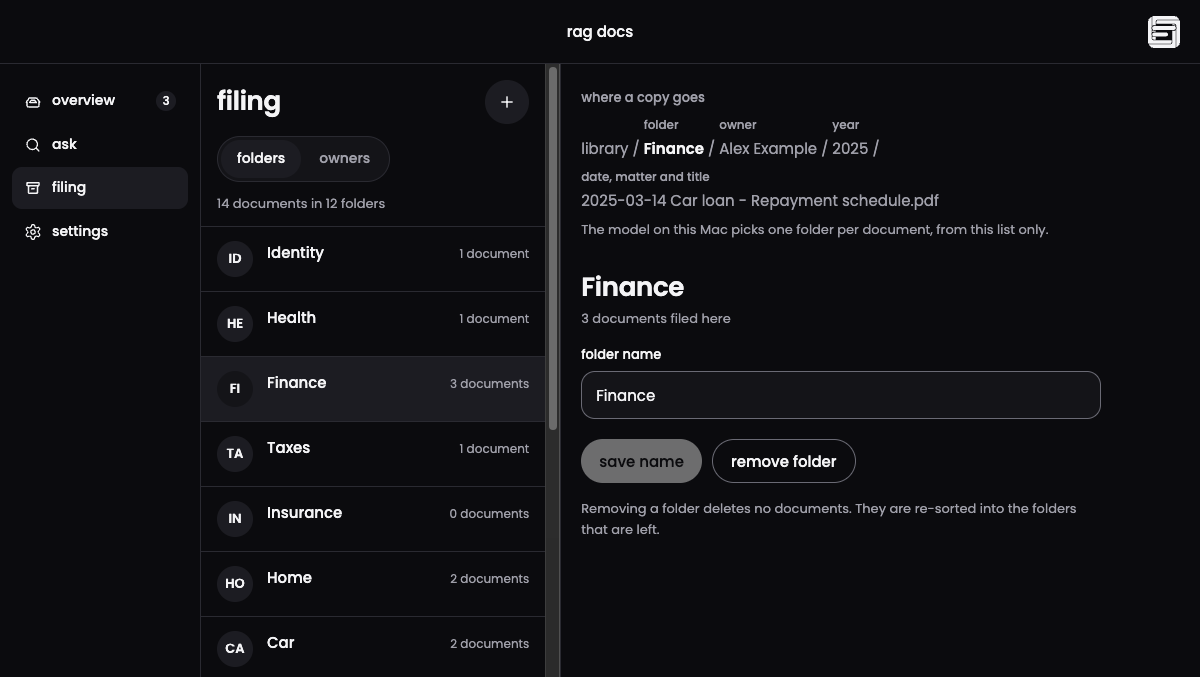 rag docs
overview 3
ask
filing
settings
filing
+
folders owners
14 documents in 12 folders
ID Identity 1 document
HE Health 1 document
FI Finance 3 documents
TA Taxes 1 document
IN Insurance 0 documents
HO Home 2 documents
CA Car 2 documents
where a copy goes
folder owner year
library / Finance / Alex Example / 2025 /
date, matter and title
2025-03-14 Car loan - Repayment schedule.pdf
The model on this Mac picks one folder per document, from this list only.
Finance
3 documents filed here
folder name
Finance
save name remove folder
Removing a folder deletes no documents. They are re-sorted into the folders
that are left.